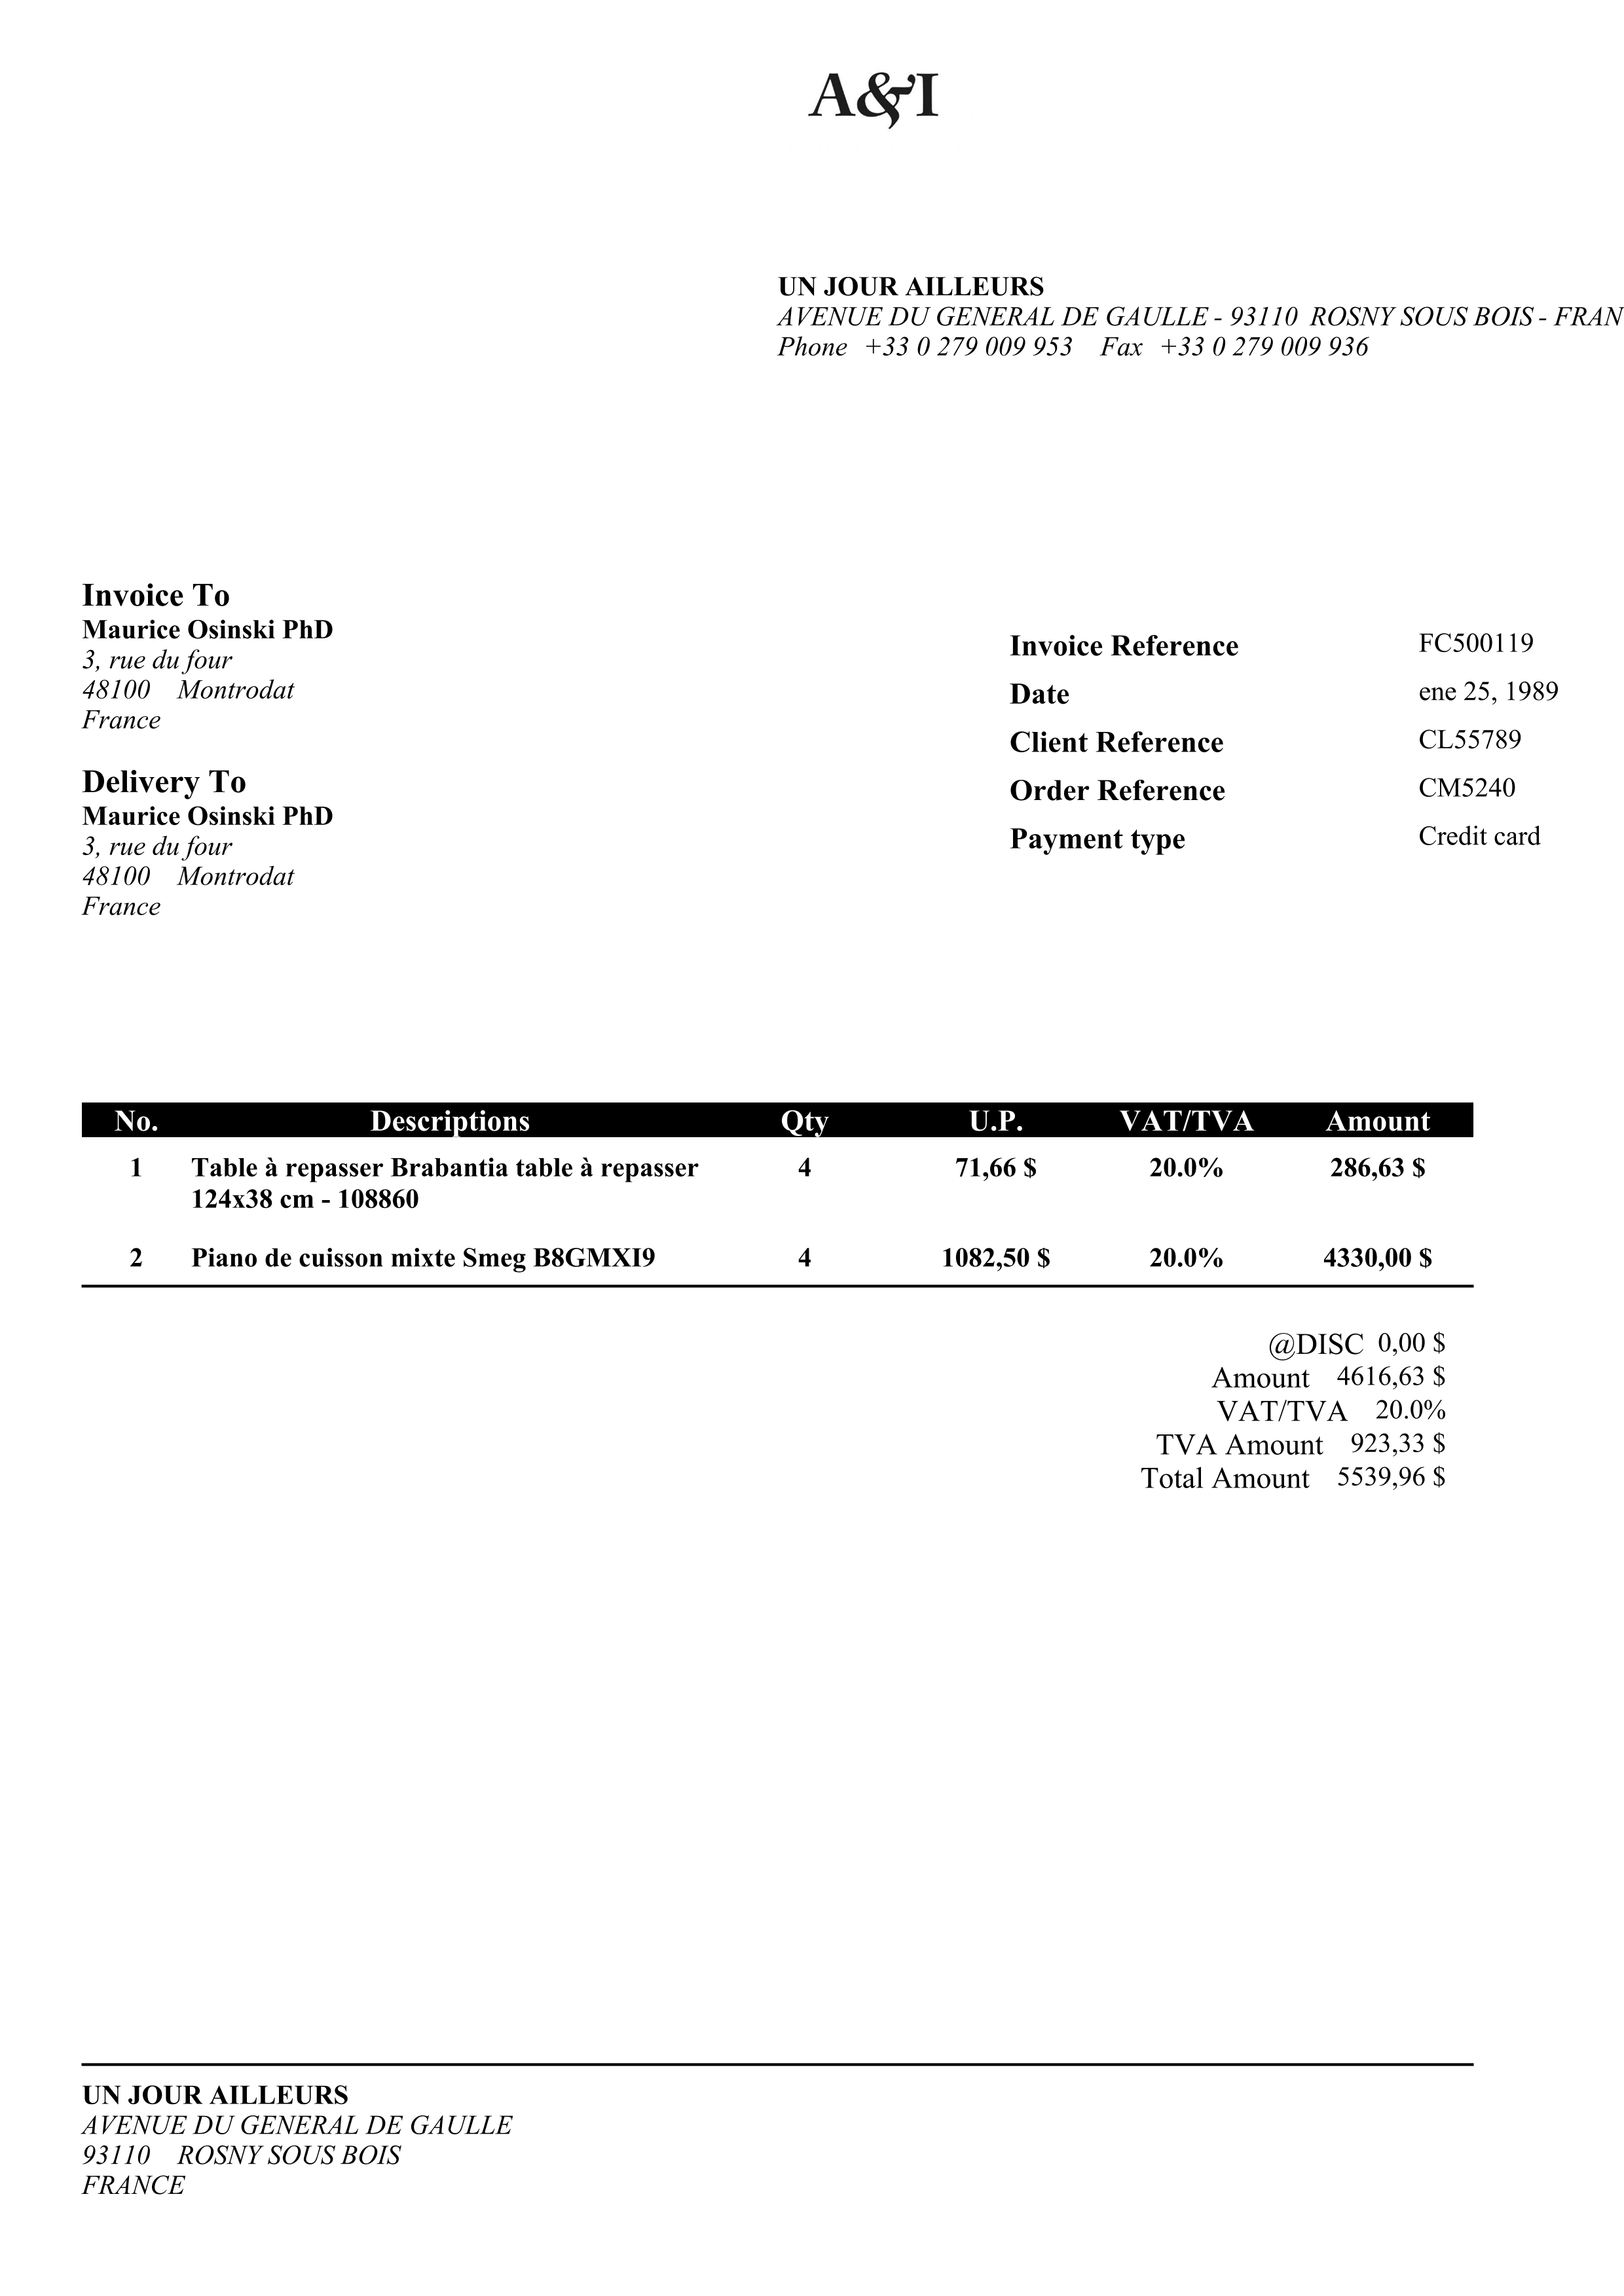 A&I
UN JOUR AILLEURS
AVENUE DU GENERAL DE GAULLE - 93110 ROSNY SOUS BOIS - FRAN
Phone +33 0 279 009 953 Fax +33 0 279 009 936
Invoice To
Maurice Osinski PhD
3, rue du four
48100 Montrodat
France
Delivery To
Maurice Osinski PhD
3, rue du four
48100 Montrodat
France
Invoice Reference FC500119
Date ene 25, 1989
Client Reference CL55789
Order Reference CM5240
Payment type Credit card
No. Descriptions Qty U.P. VAT/TVA Amount
1 Table à repasser Brabantia table à repasser 4 71,66 $ 20.0% 286,63 $
124x38 cm - 108860
2 Piano de cuisson mixte Smeg B8GMXI9 4 1082,50 $ 20.0% 4330,00 $
@DISC 0,00 $
Amount 4616,63 $
VAT/TVA 20.0%
TVA Amount 923,33 $
Total Amount 5539,96 $
UN JOUR AILLEURS
AVENUE DU GENERAL DE GAULLE
93110 ROSNY SOUS BOIS
FRANCE